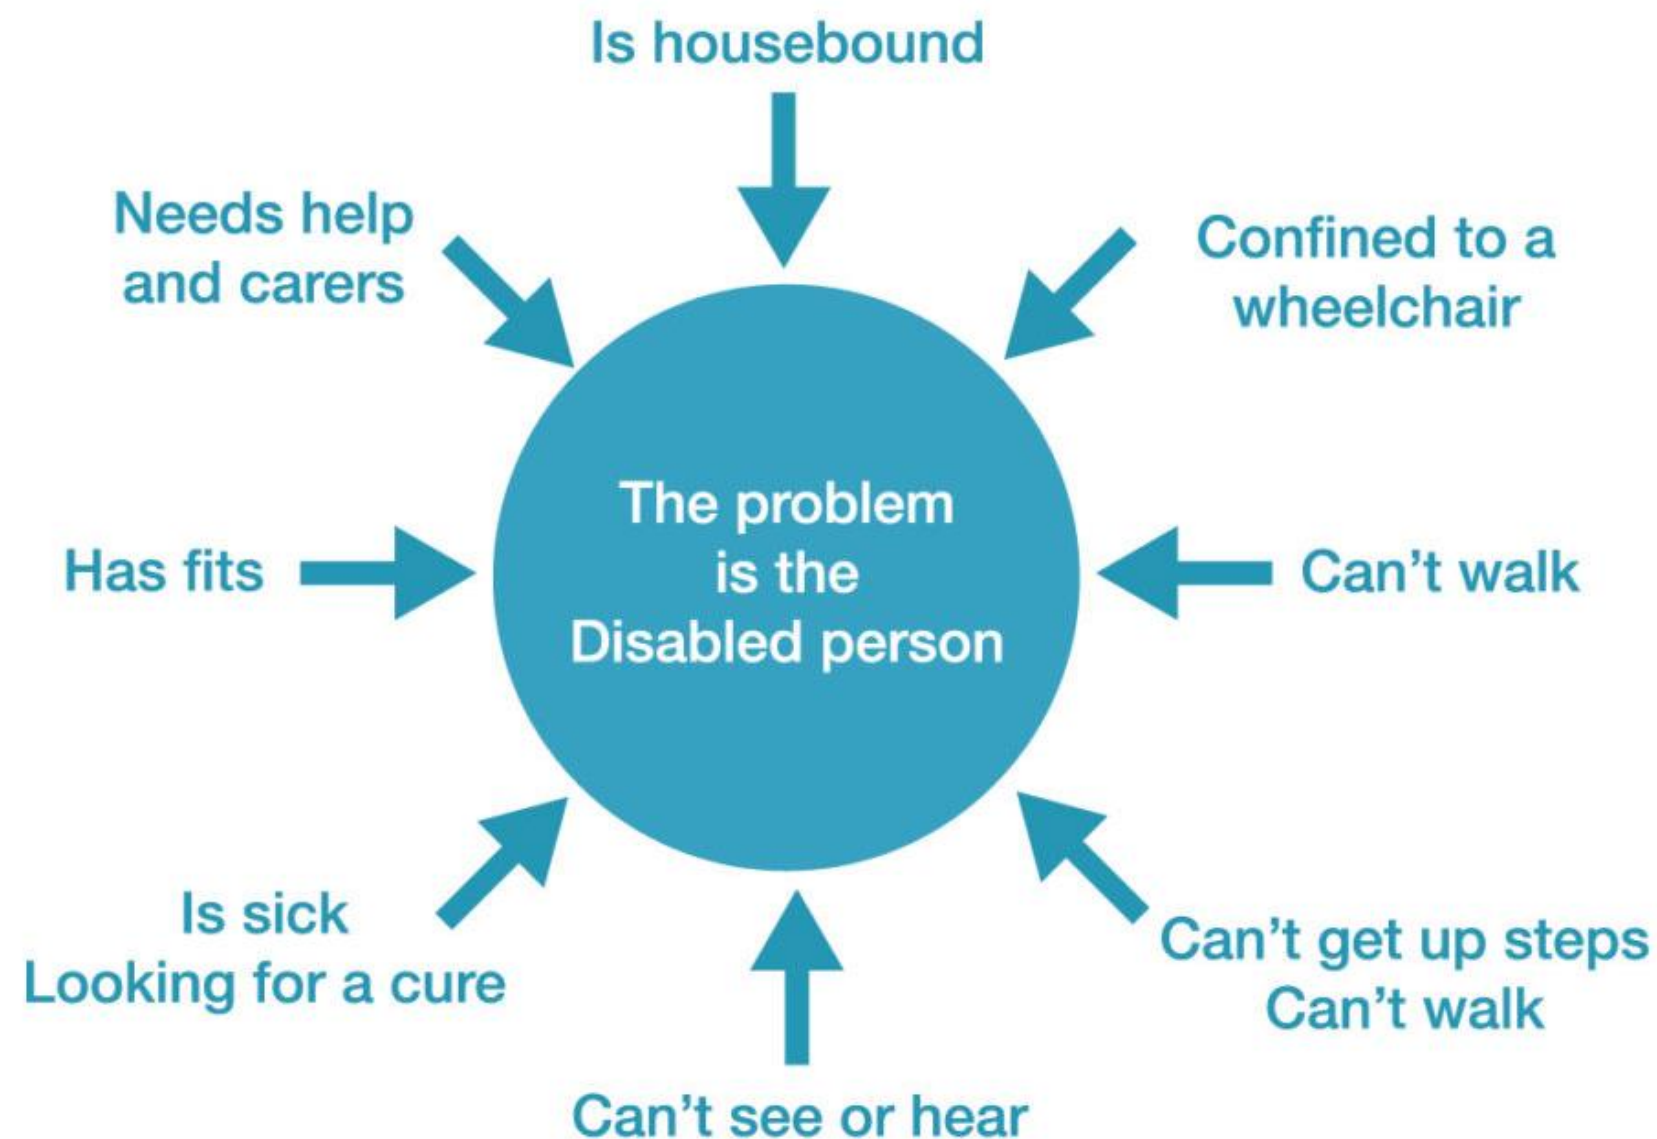 Is housebound
Needs help
and carers
Confined to a
wheelchair
The problem
is the
Disabled person
Has fits
Can't walk
Is sick
Looking for a cure
Can't get up steps
Can't walk
Can't see or hear